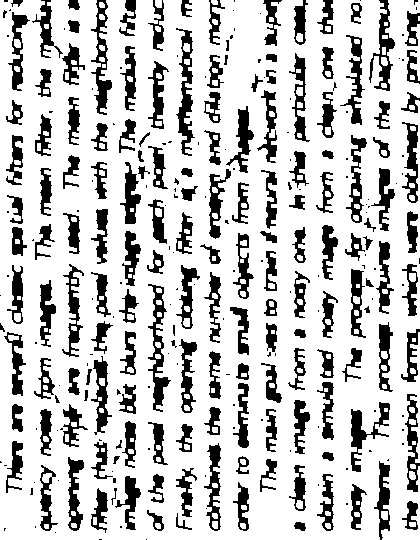 There are several classic spatial filters for reducing
quency noise from images. The mean filter, the median
opening filter are frequently used. The mean filter is a
filter that replaces the pixel values with the neighborhood
image noise but blurs the image edges. The median filte
of the pixel neighborhood for each pixel, thereby reduc
Finally, the opening closing filter is a mathematical m
combines the same number of erosion and dilation morp
order to eliminate small objects from images.
The main goal was to train a neural network in a supe
a clean image from a noisy one. In this particular case
obtain a simulated noisy image from a clean one tha
noisy images. The process for obtaining simulated no
scheme. This process requires images of the backgrou
the acquisition forms, which were obtained by printing